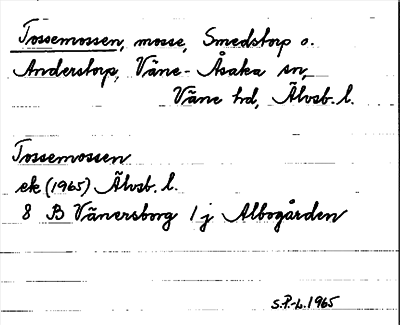 Tossemossen, mosse, Smedstorp o.
Anderstorp, Väne-Åsaka sn,
Väne hd, Älvsb. l.
Tossemossen
ek (1965) Älvsb. l.
8 B Vänersborg 1 j Albogården
S.P.-L. 1965